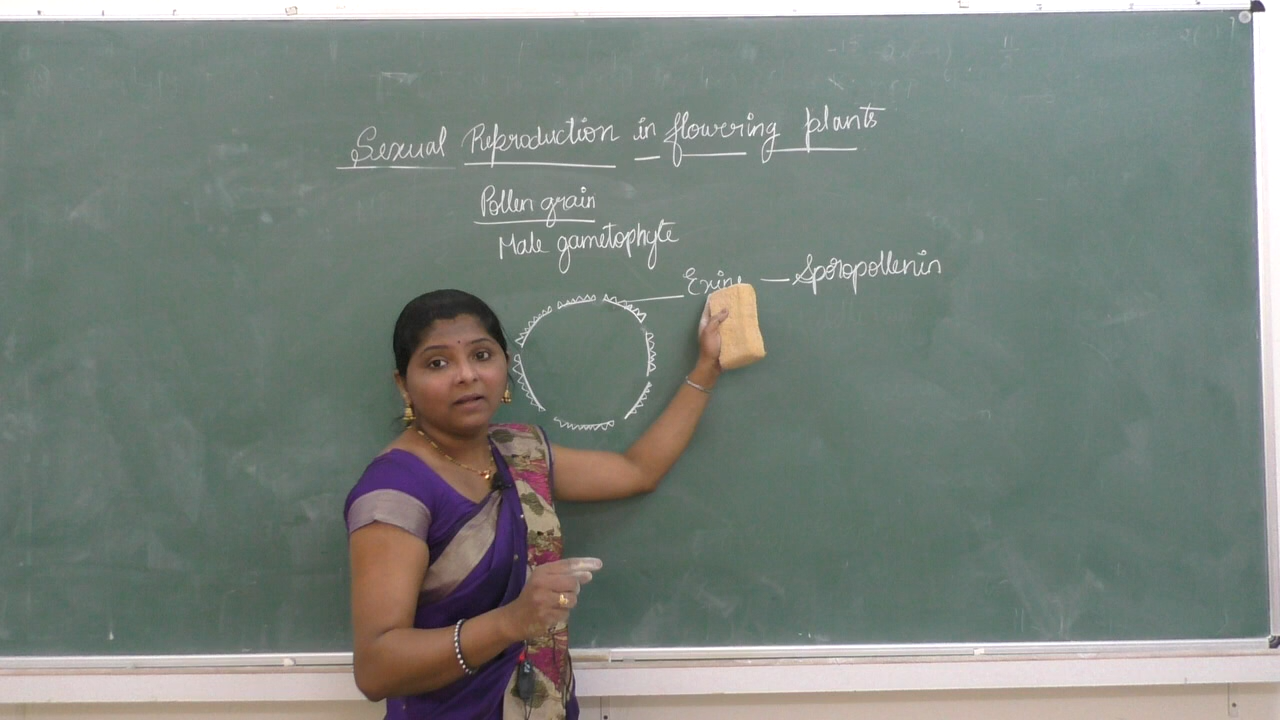 Sexual Reproduction in flowering plants
Pollen grain
Male gametophyte
Exine — Sporopollenin